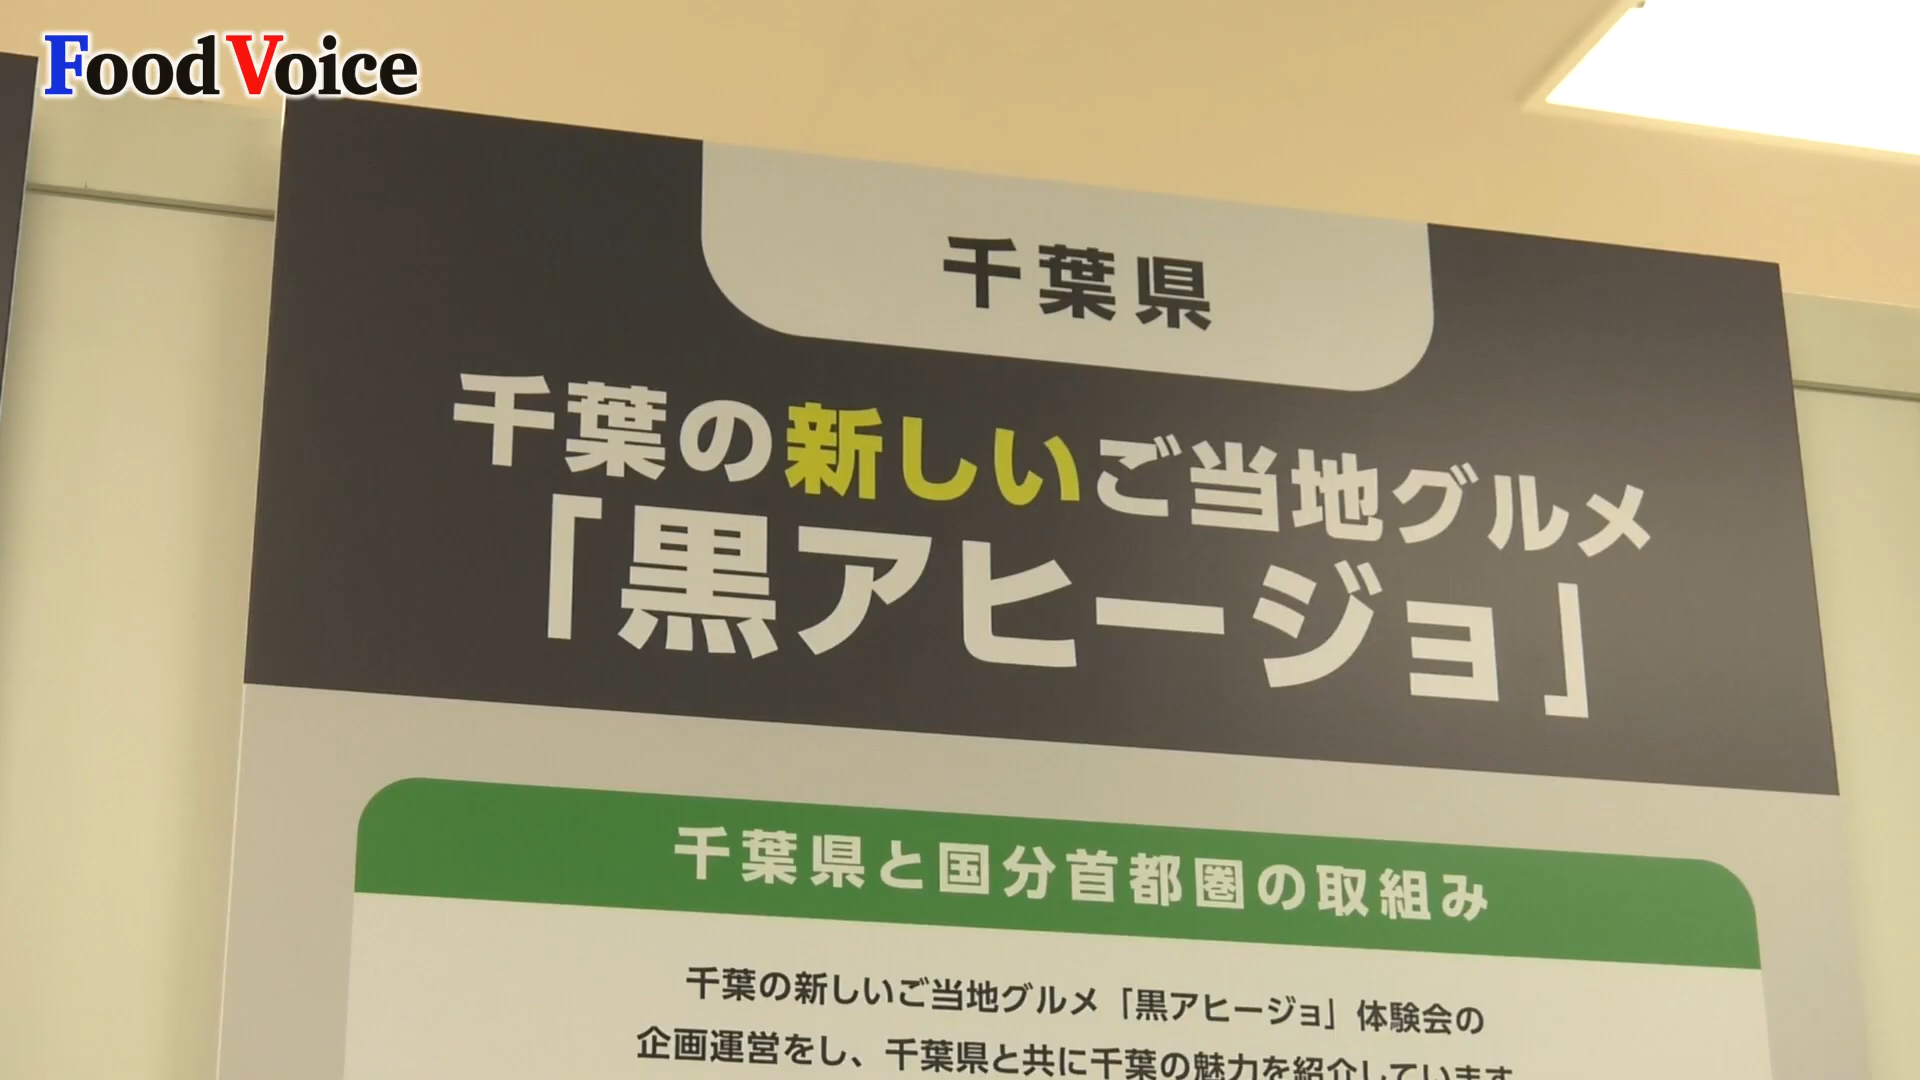 Food Voice
千葉県
千葉の新しいご当地グルメ
「黒アヒージョ」
千葉県と国分首都圏の取組み
千葉の新しいご当地グルメ「黒アヒージョ」体験会の
企画運営をし、千葉県と共に千葉の魅力を紹介しています